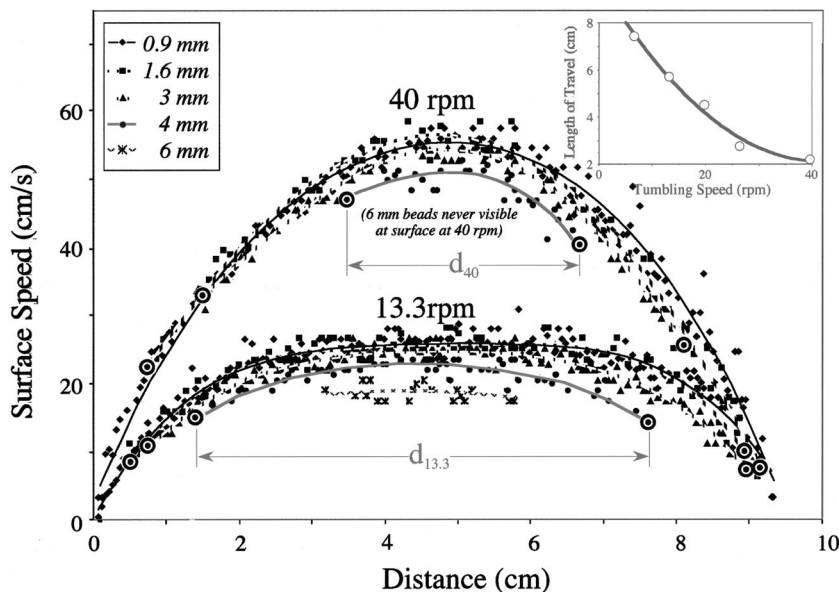 0.9 mm
1.6 mm
3 mm
4 mm
6 mm
40 rpm
(6 mm beads never visible
at surface at 40 rpm)
d40
13.3rpm
d13.3
Surface Speed (cm/s)
60
40
20
0
0
2
4
6
8
10
Distance (cm)
Length of Travel (cm)
8
6
4
2
0
10
20
30
40
Tumbling Speed (rpm)